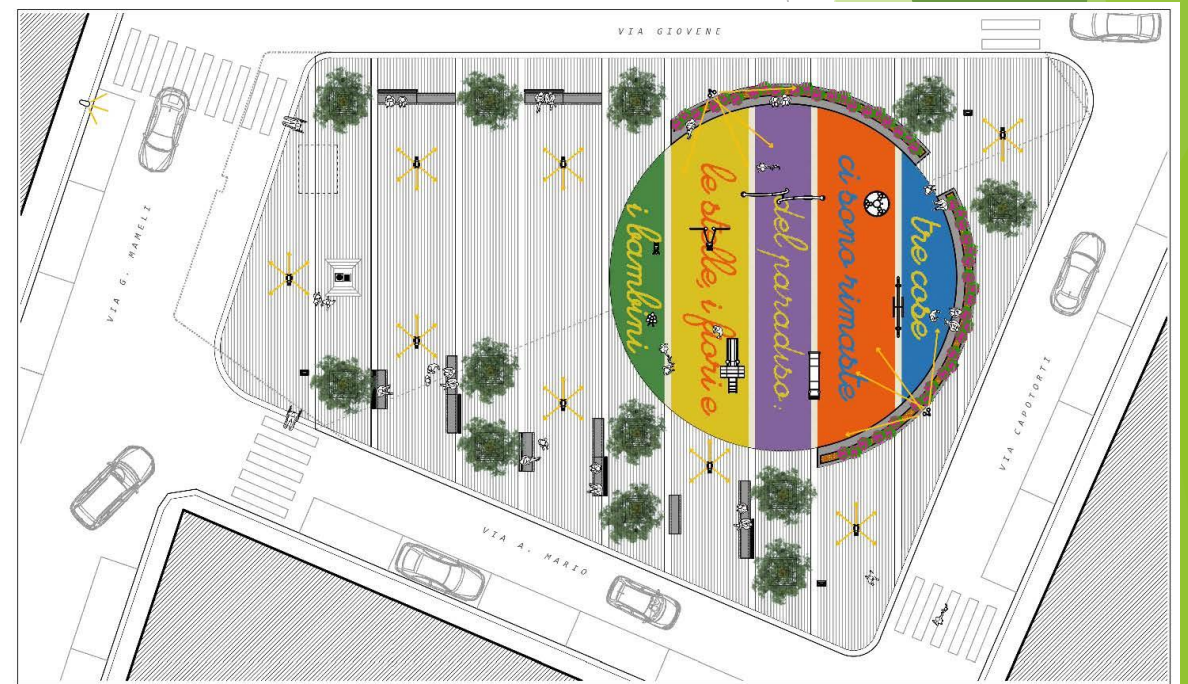 VIA GIOVENE
VIA G. MAMELI
tre cose
ci sono rimaste
del paradiso:
le stelle, i fiori e
i bambini
VIA CAPOTORTI
VIA A. MARIO